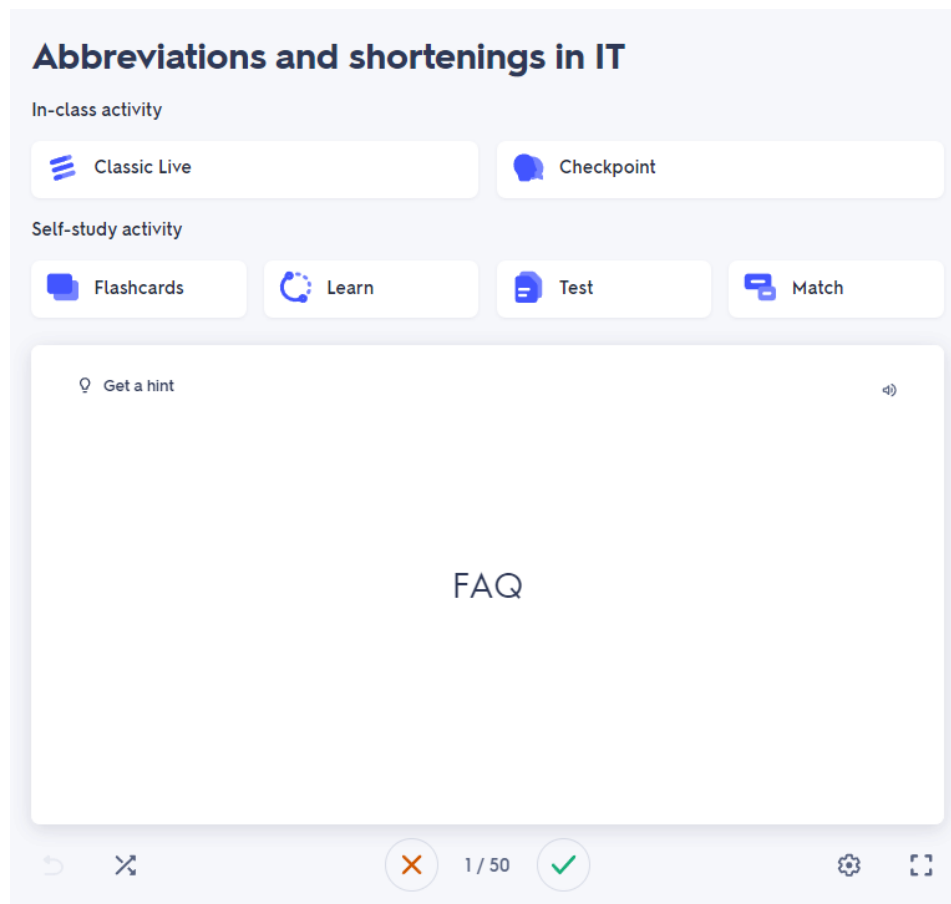 Abbreviations and shortenings in IT
In-class activity
Classic Live
Checkpoint
Self-study activity
Flashcards
Learn
Test
Match
Get a hint
FAQ
1 / 50